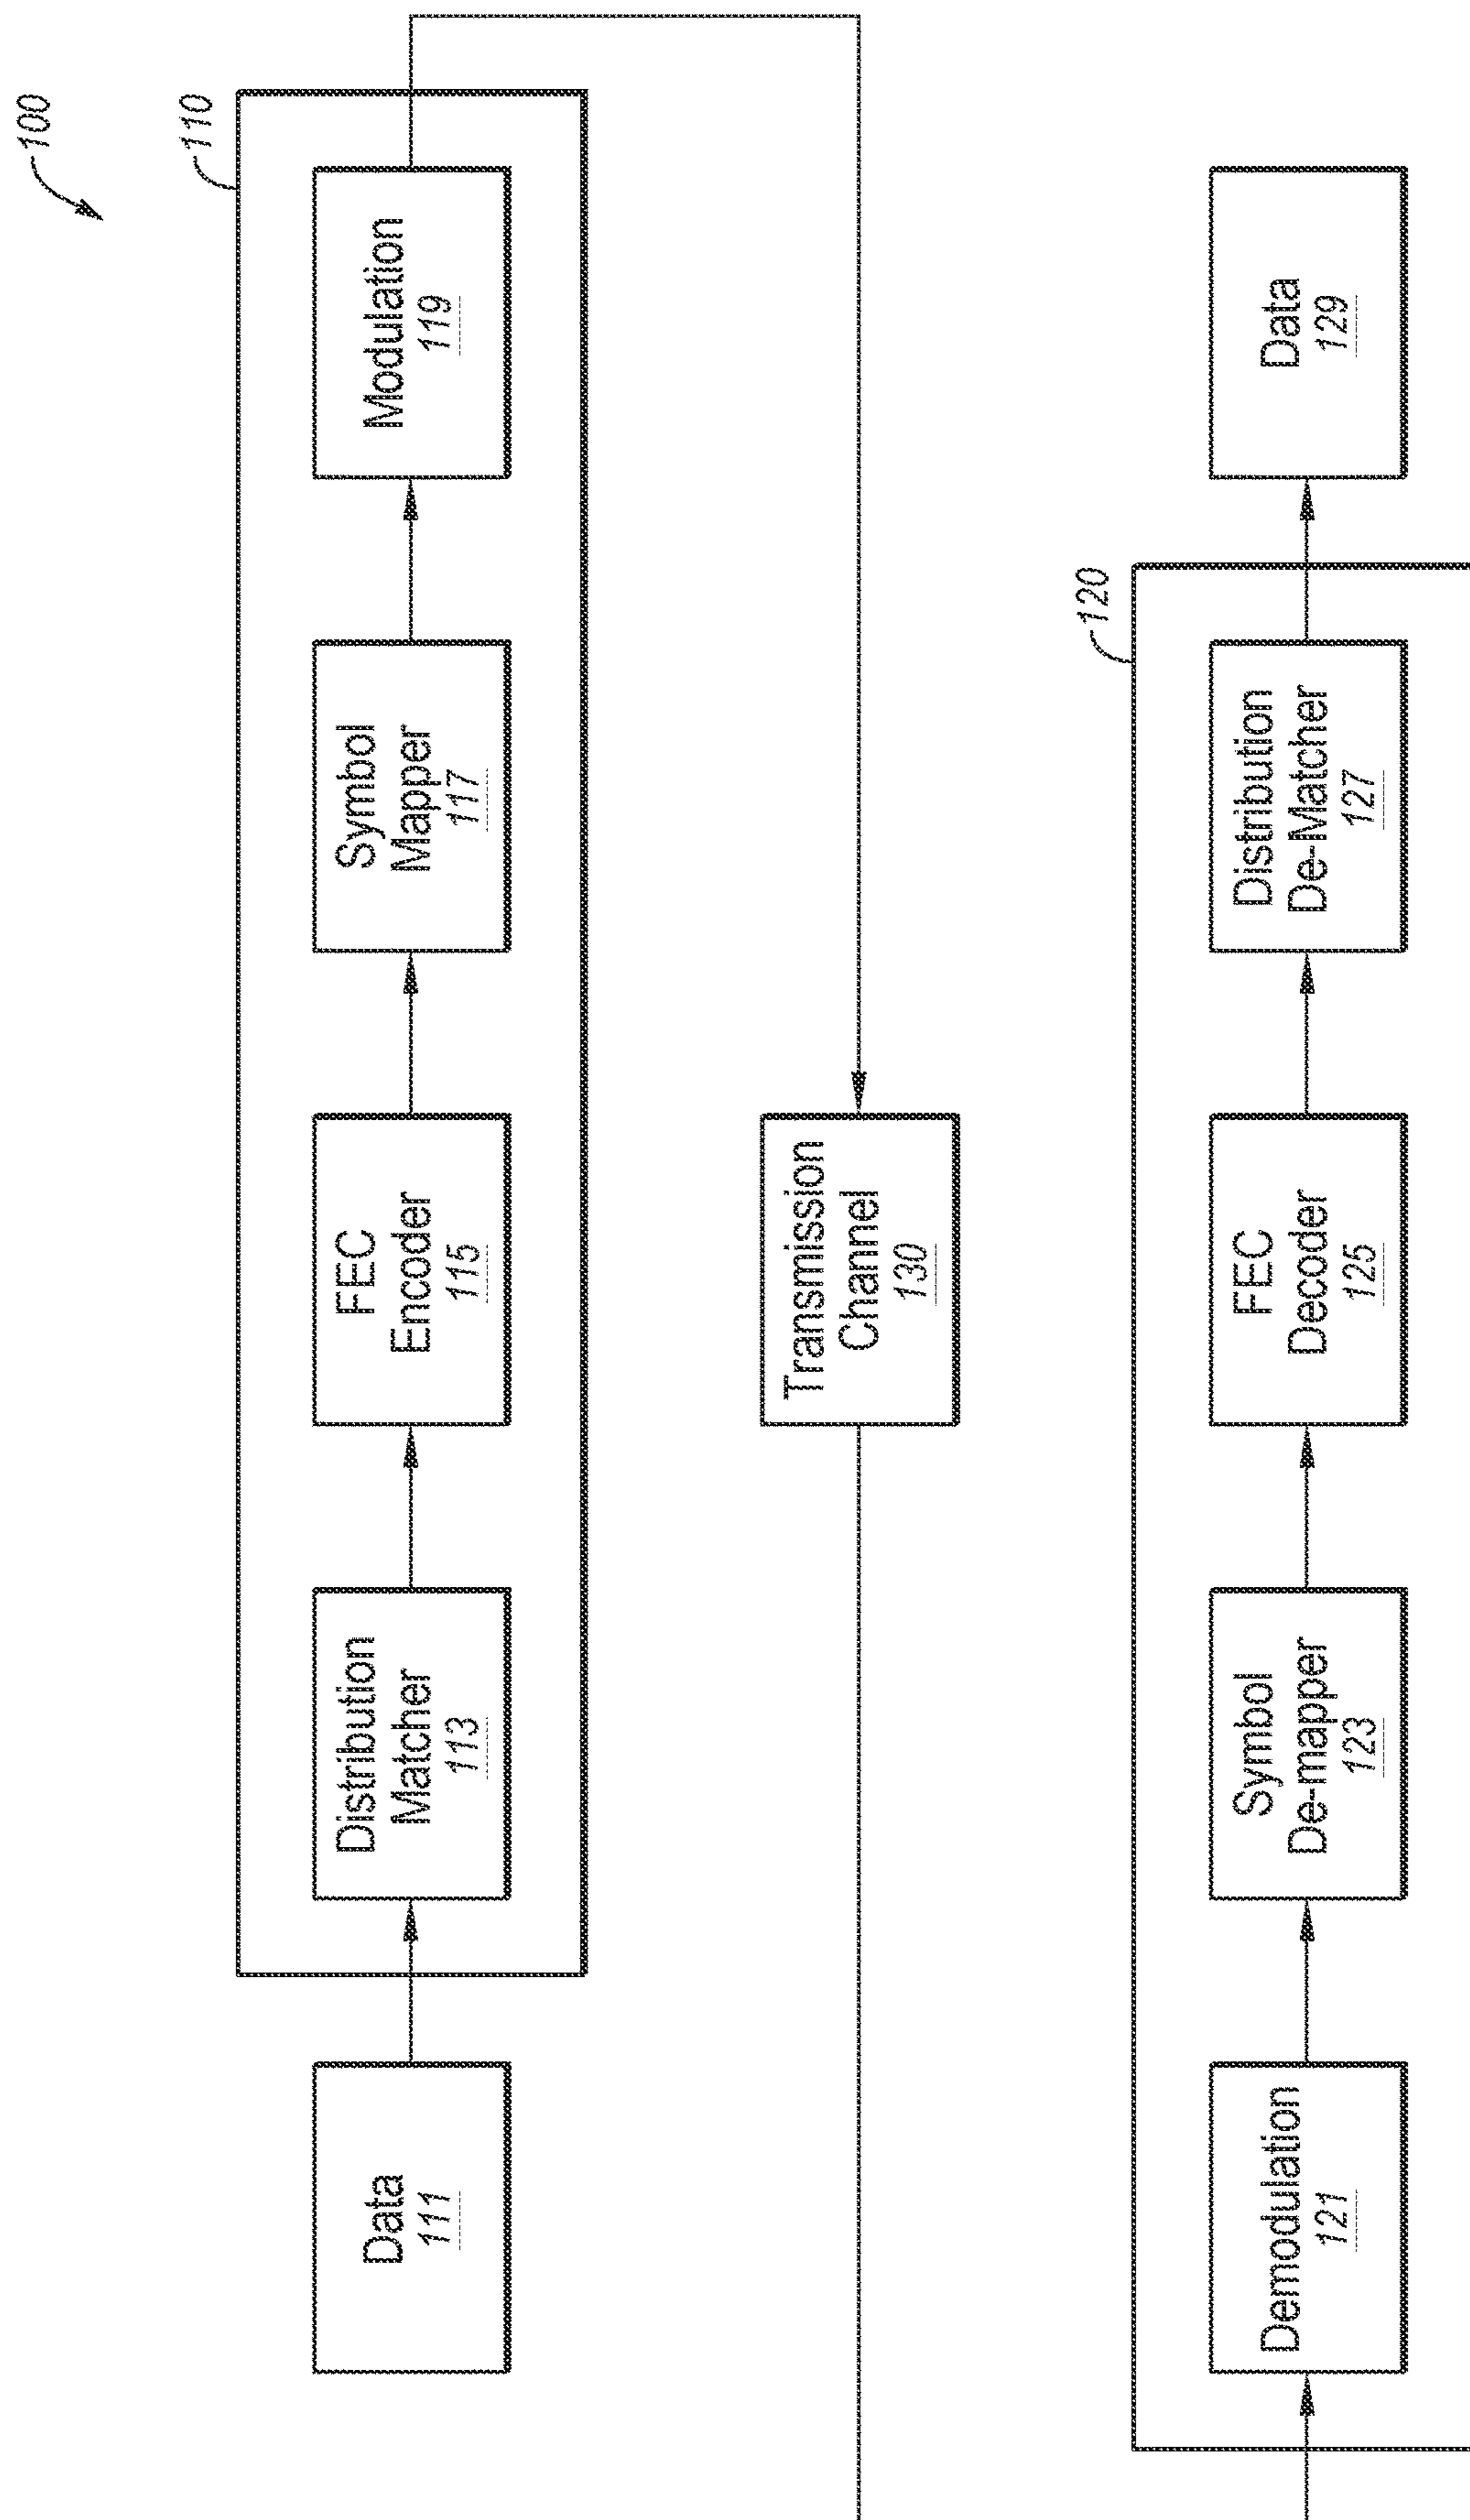 100
110
Data
111
Distribution
Matcher
113
FEC
Encoder
115
Symbol
Mapper
117
Modulation
119
Transmission
Channel
130
120
Demodulation
121
Symbol
De-mapper
123
FEC
Decoder
125
Distribution
De-Matcher
127
Data
129